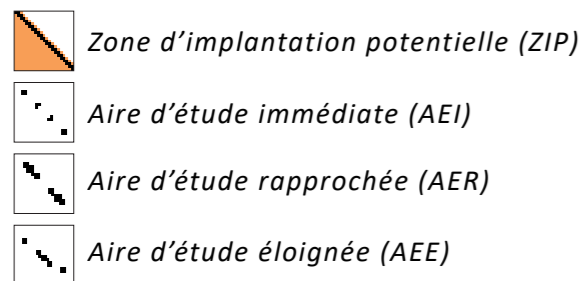 Zone d’implantation potentielle (ZIP)
Aire d’étude immédiate (AEI)
Aire d’étude rapprochée (AER)
Aire d’étude éloignée (AEE)